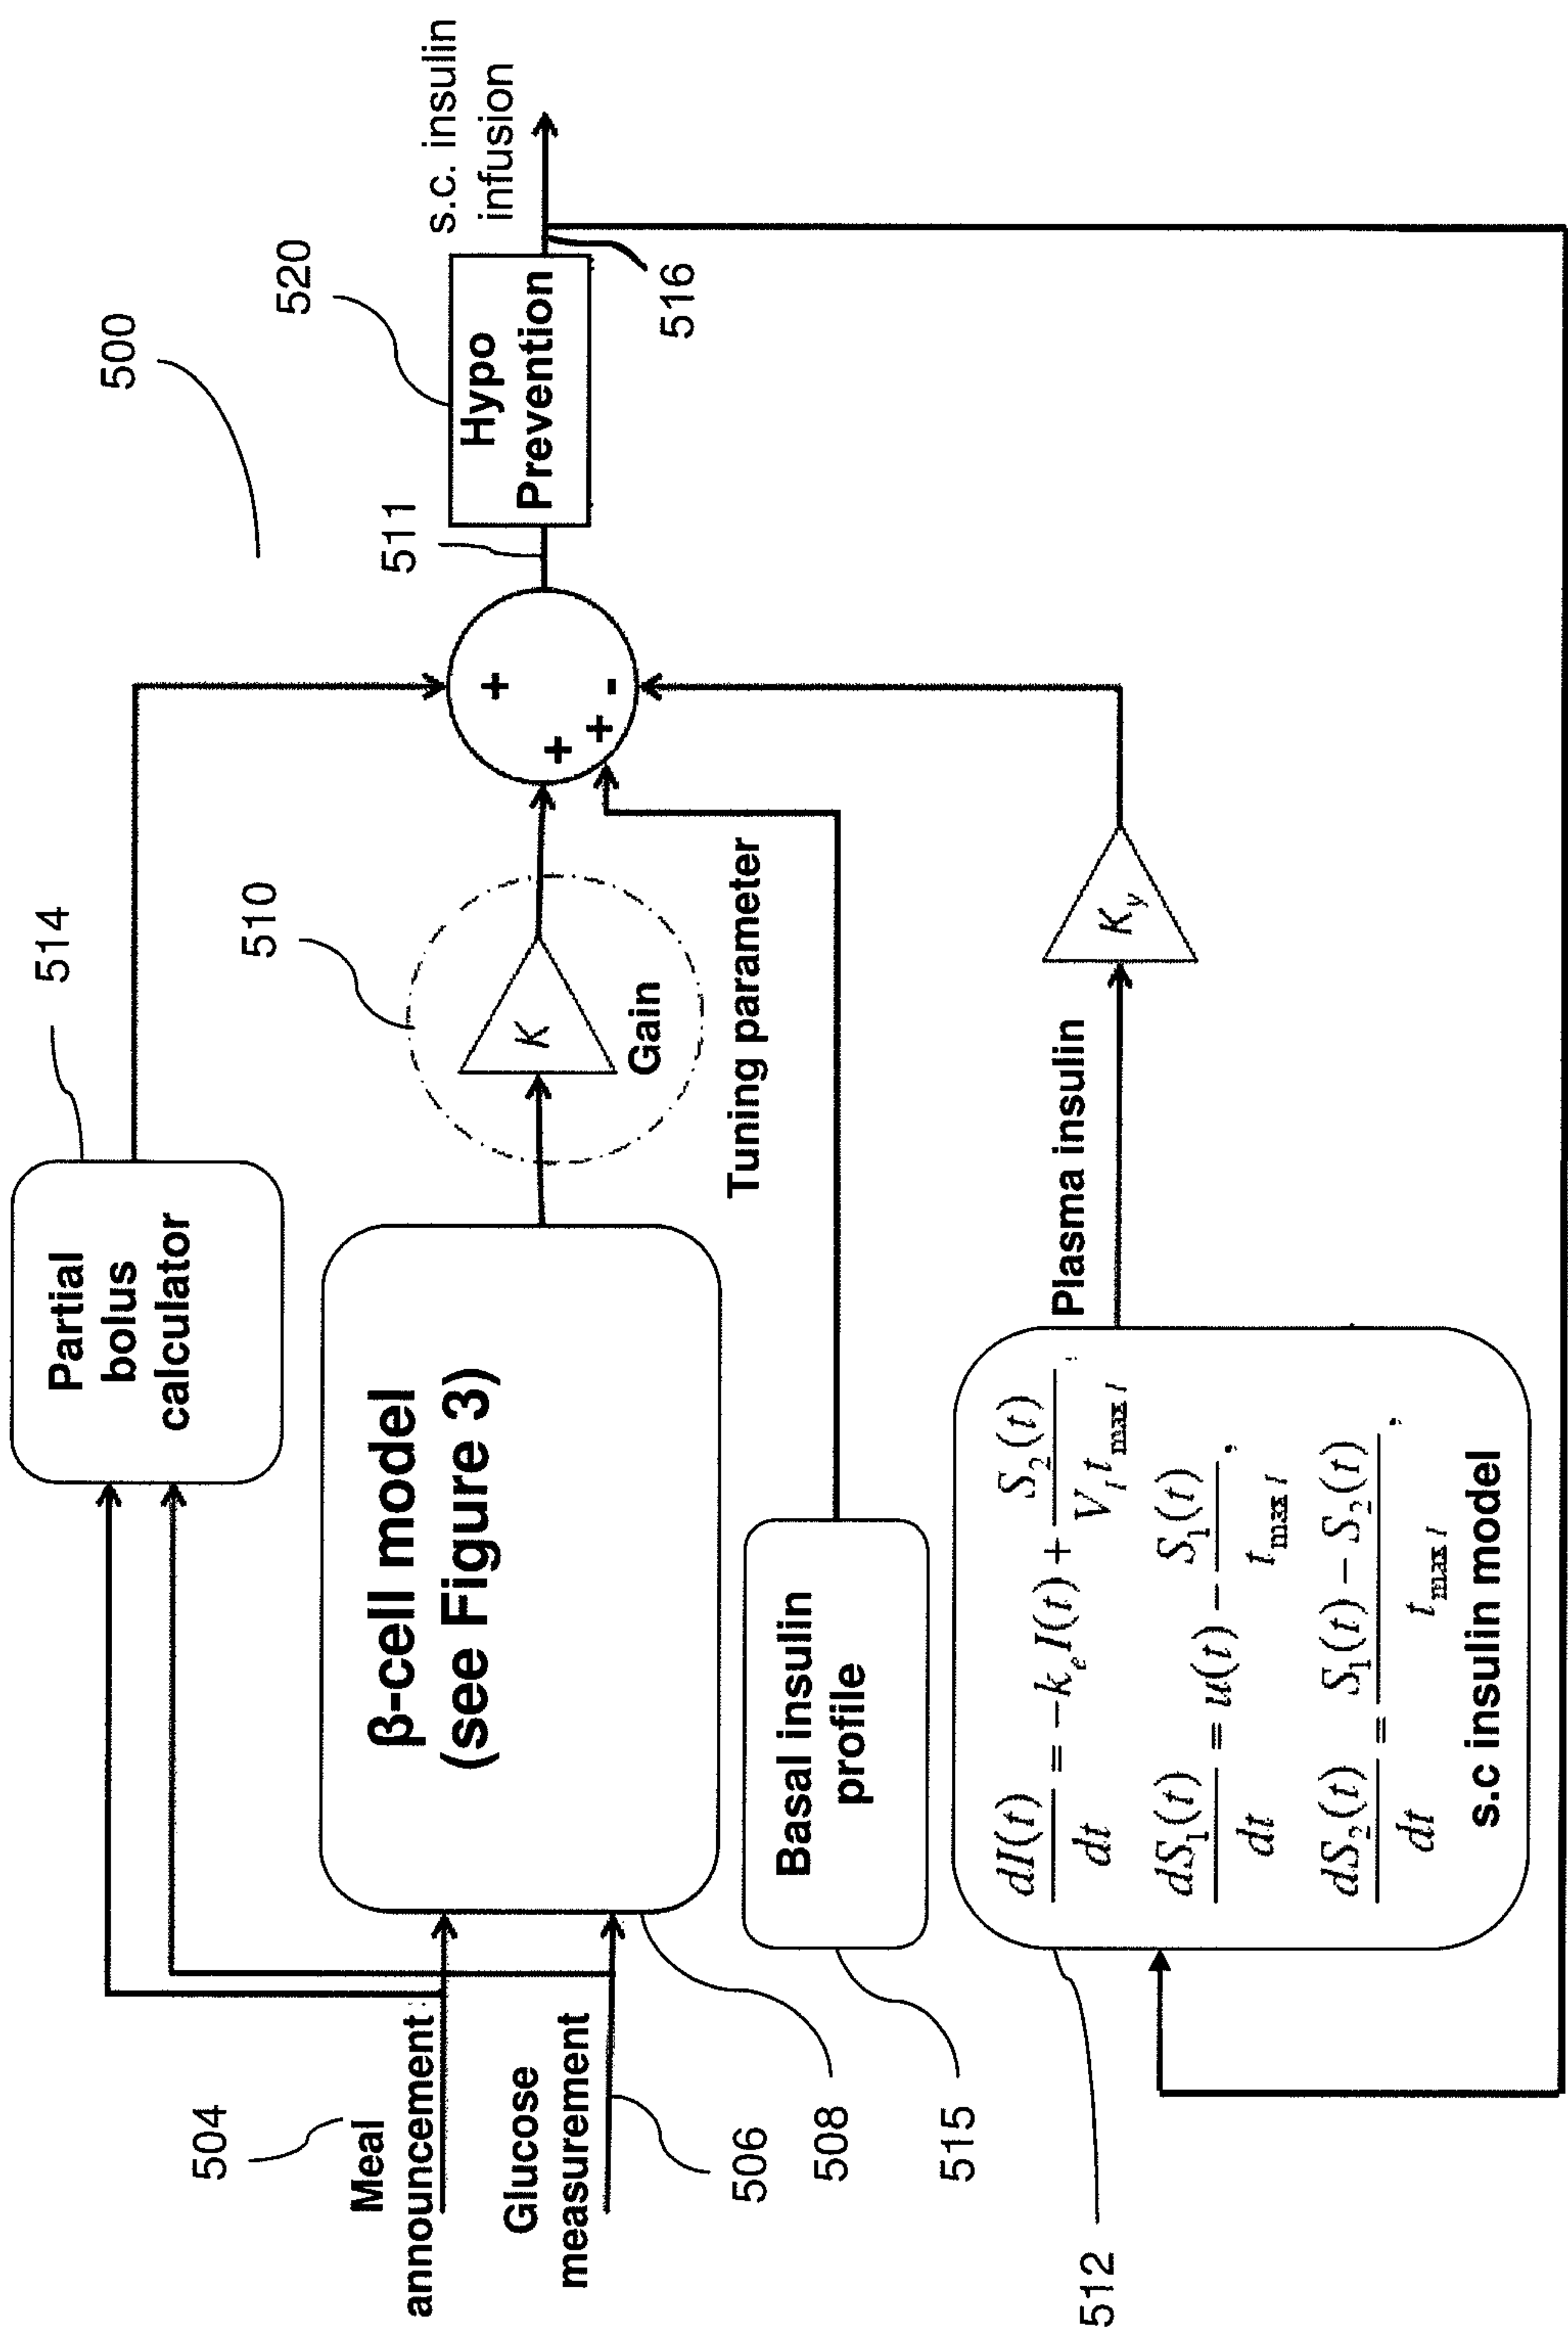 500
514
Partial
bolus
calculator
504
Meal
announcement
Glucose
measurement
506
508
β-cell model
(see Figure 3)
510
K
Gain
Tuning parameter
+
+
+
-
511
520
Hypo
Prevention
516
s.c. insulin
infusion
515
Basal insulin
profile
512
dI(t)/dt = -k_e I(t) + S_2(t)/(V_I t_max I),
dS_1(t)/dt = u(t) - S_1(t)/t_max I,
dS_2(t)/dt = (S_1(t) - S_2(t))/t_max I,
s.c insulin model
Plasma insulin
K_y